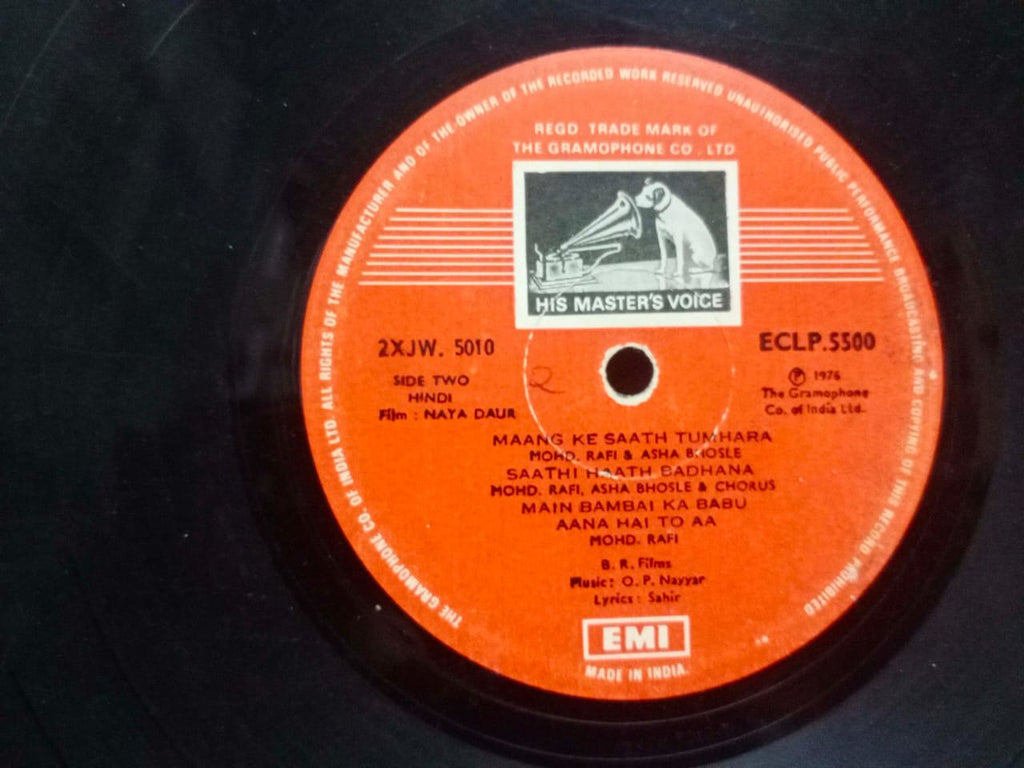 THE GRAMOPHONE CO. OF INDIA LTD. ALL RIGHTS OF THE MANUFACTURER AND OF THE OWNER OF THE RECORDED WORK RESERVED UNAUTHORISED PUBLIC PERFORMANCE BROADCASTING AND COPYING OF THIS RECORD PROHIBITED
REGD. TRADE MARK OF
THE GRAMOPHONE CO. LTD
HIS MASTER'S VOICE
2XJW. 5010
ECLP.5500
SIDE TWO
HINDI
Film : NAYA DAUR
2
℗ 1976
The Gramophone
Co. of India Ltd.
MAANG KE SAATH TUMHARA
MOHD. RAFI & ASHA BHOSLE
SAATHI HAATH BADHANA
MOHD. RAFI, ASHA BHOSLE & CHORUS
MAIN BAMBAI KA BABU
AANA HAI TO AA
MOHD. RAFI
B. R. Films
Music : O. P. Nayyar
Lyrics : Sahir
EMI
MADE IN INDIA.